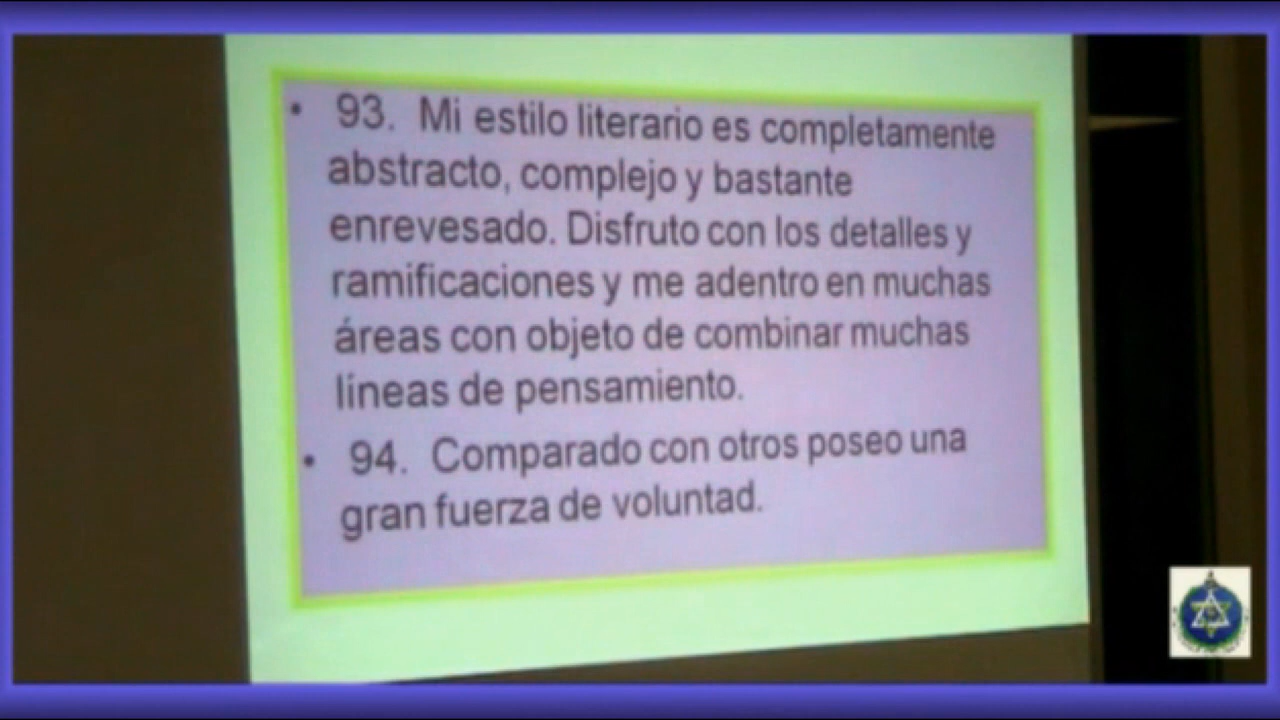 • 93. Mi estilo literario es completamente
abstracto, complejo y bastante
enrevesado. Disfruto con los detalles y
ramificaciones y me adentro en muchas
áreas con objeto de combinar muchas
líneas de pensamiento.
• 94. Comparado con otros poseo una
gran fuerza de voluntad.